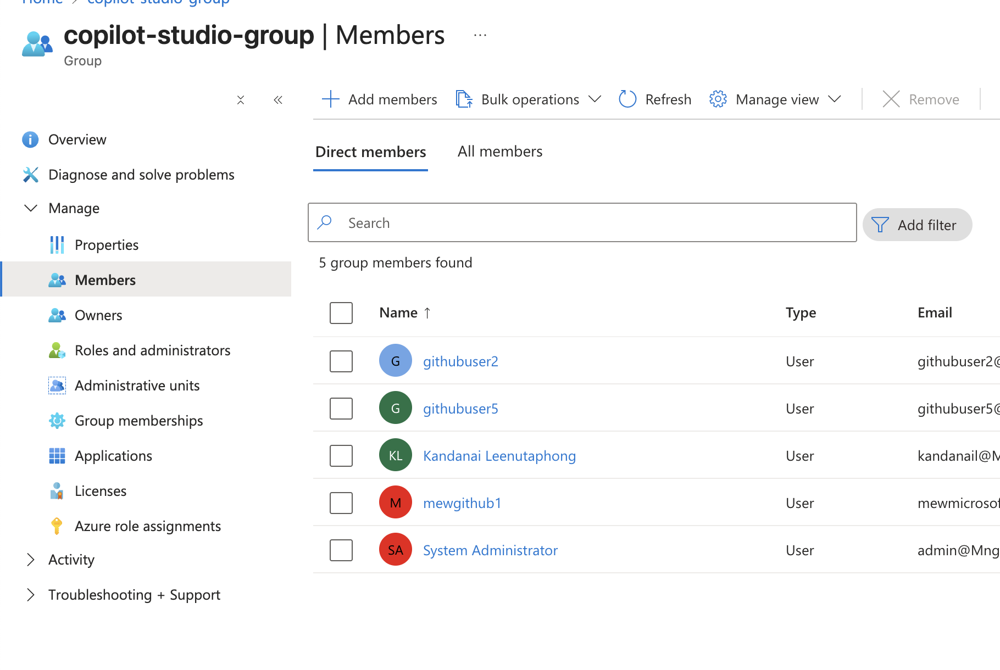 Home > copilot-studio-group
copilot-studio-group | Members ...
Group
Add members Bulk operations Refresh Manage view Remove
Overview
Diagnose and solve problems
Manage
Properties
Members
Owners
Roles and administrators
Administrative units
Group memberships
Applications
Licenses
Azure role assignments
Activity
Troubleshooting + Support
Direct members All members
Search
Add filter
5 group members found
Name ↑ Type Email
G githubuser2 User githubuser2@
G githubuser5 User githubuser5@
KL Kandanai Leenutaphong User kandanail@M
M mewgithub1 User mewmicrosof
SA System Administrator User admin@Mng